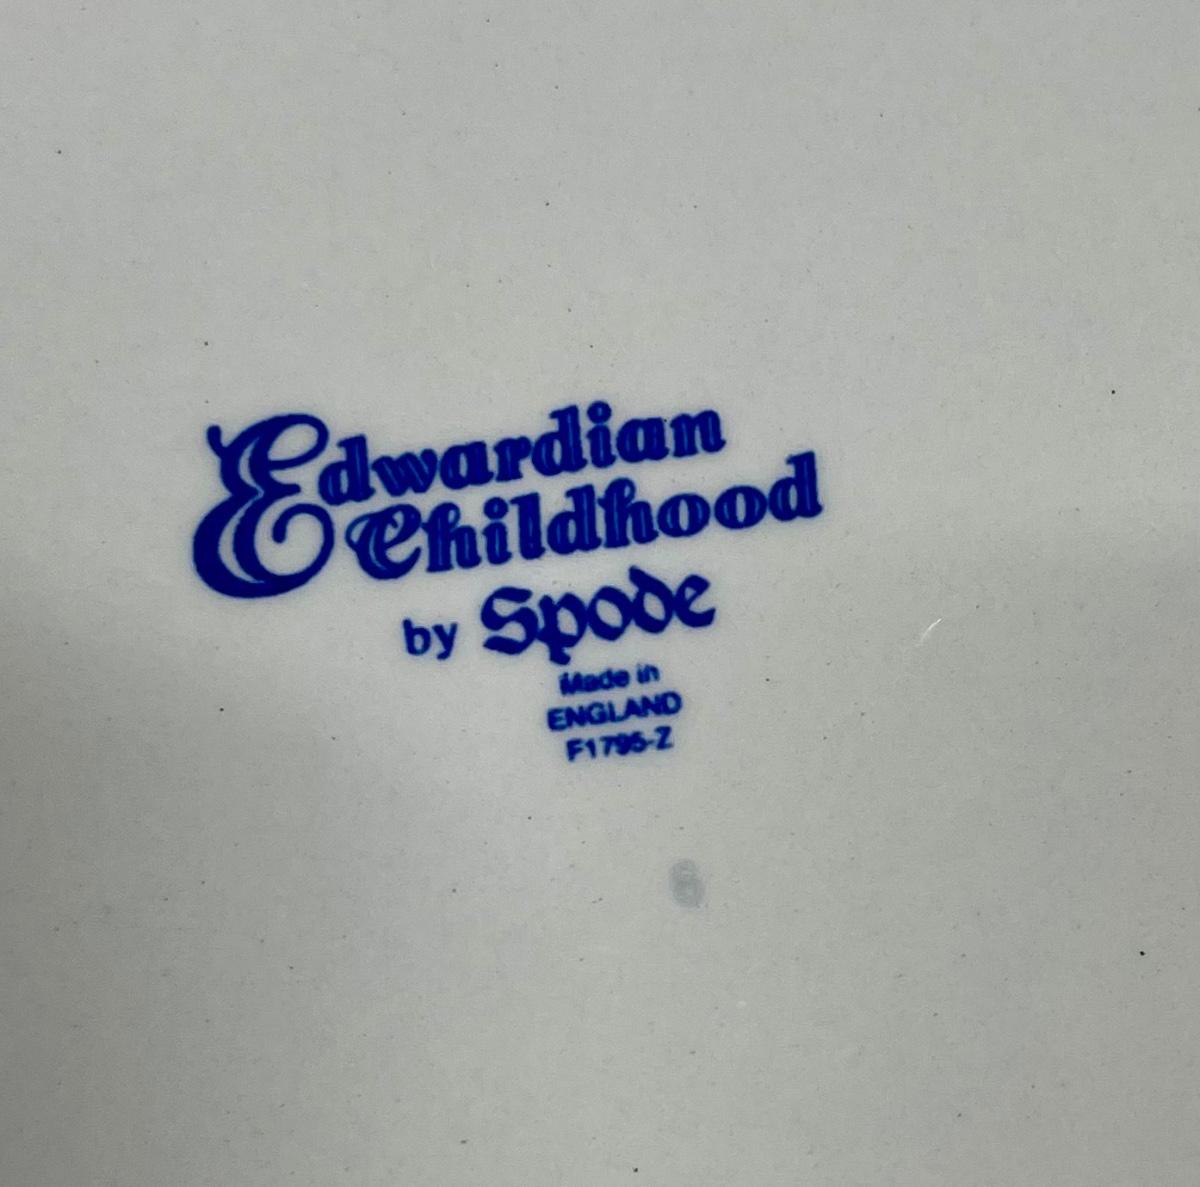 Edwardian
Childhood
by Spode
Made in
ENGLAND
F1795-Z